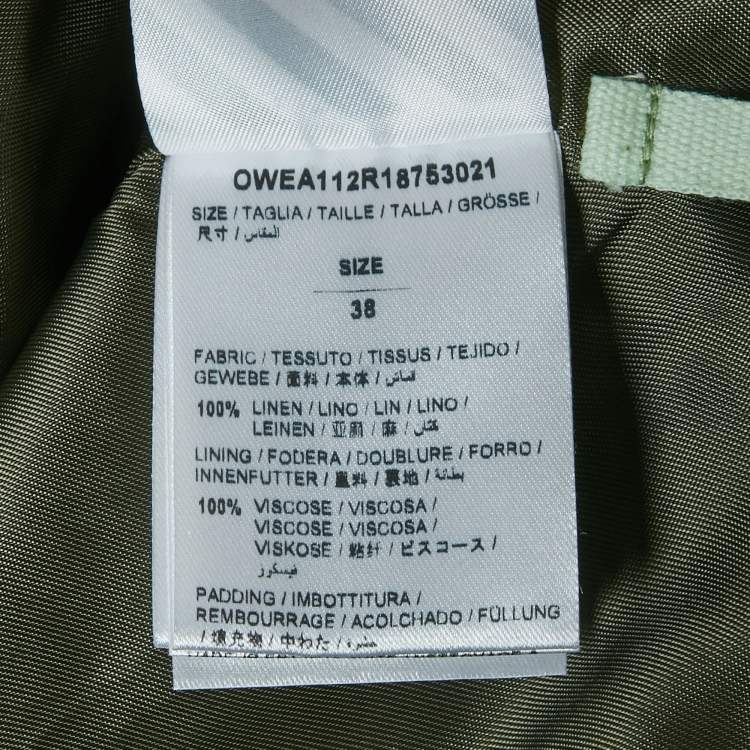 OWEA112R18753021
SIZE / TAGLIA / TAILLE / TALLA / GRÖSSE /
尺寸 / المقاس
SIZE
38
FABRIC / TESSUTO / TISSUS / TEJIDO /
GEWEBE / 面料 / 本体 / قماش
100% LINEN / LINO / LIN / LINO /
LEINEN / 亚麻 / 麻 / كتان
LINING / FODERA / DOUBLURE / FORRO /
INNENFUTTER / 里料 / 裏地 / بطانة
100% VISCOSE / VISCOSA /
VISCOSE / VISCOSA /
VISKOSE / 粘纤 / ビスコース /
فيسكوز
PADDING / IMBOTTITURA /
REMBOURRAGE / ACOLCHADO / FÜLLUNG
/ 填充物 / 中わた / حشوة